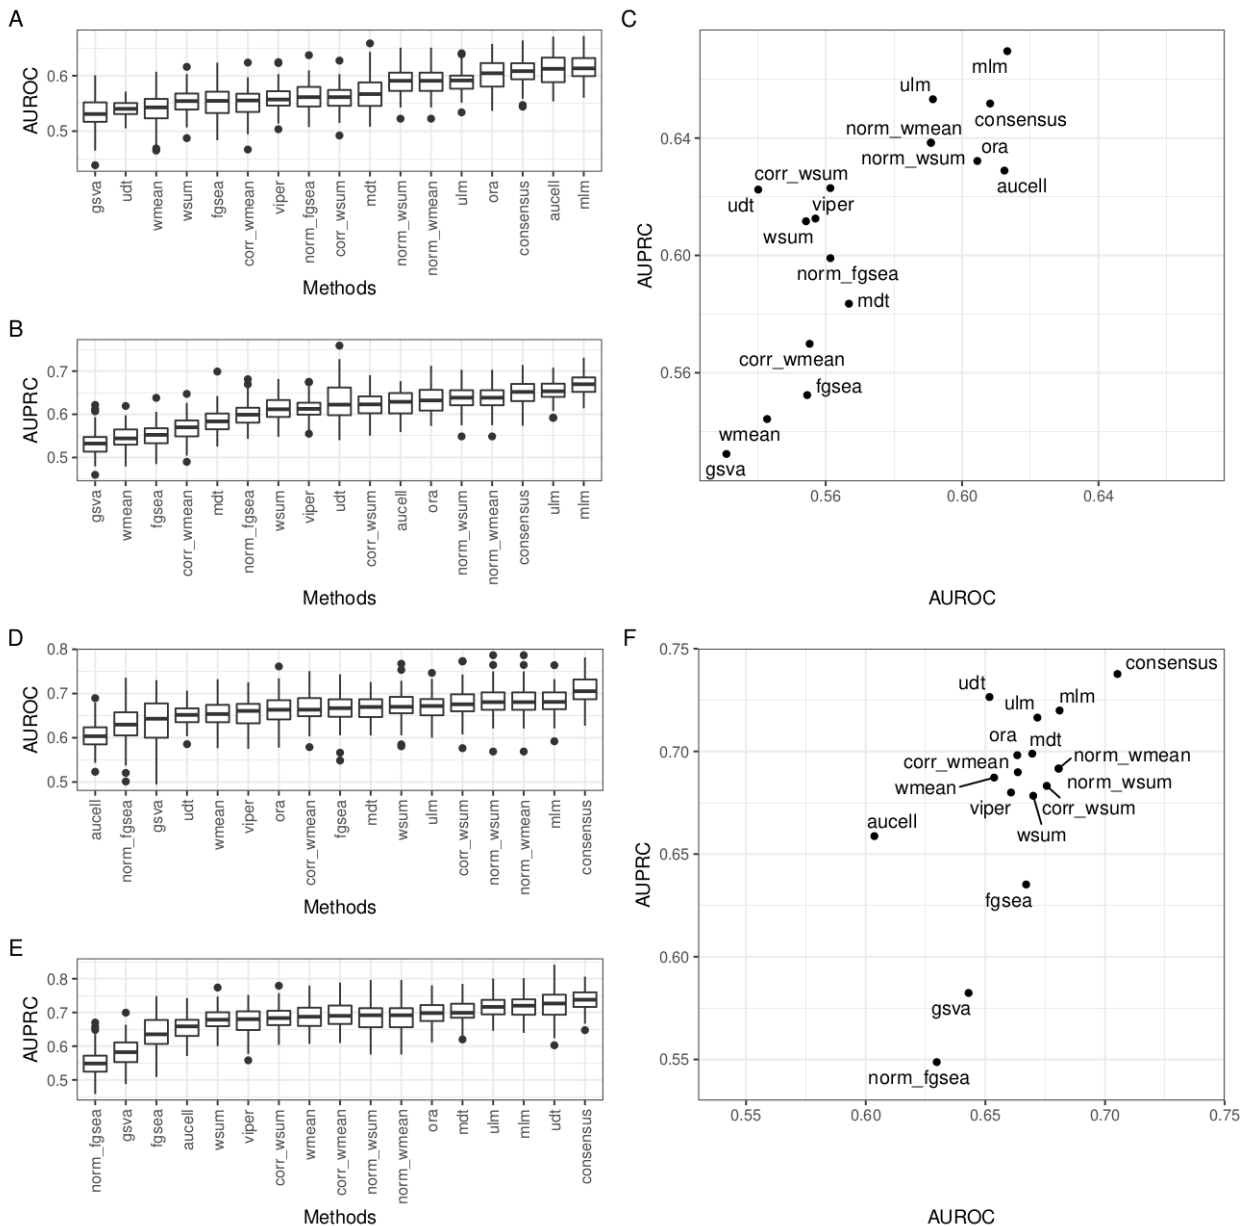 A
AUROC
0.6
0.5
gsva
udt
wmean
wsum
fgsea
corr_wmean
viper
norm_fgsea
corr_wsum
mdt
norm_wsum
norm_wmean
ulm
ora
consensus
aucell
mlm
Methods
B
AUPRC
0.7
0.6
0.5
gsva
wmean
fgsea
corr_wmean
mdt
norm_fgsea
wsum
viper
udt
corr_wsum
aucell
ora
norm_wsum
norm_wmean
consensus
ulm
mlm
Methods
C
AUPRC
0.64
0.60
0.56
mlm
ulm
consensus
norm_wmean
ora
norm_wsum
corr_wsum
aucell
udt
viper
wsum
norm_fgsea
mdt
corr_wmean
fgsea
wmean
gsva
0.56
0.60
0.64
AUROC
D
AUROC
0.8
0.7
0.6
0.5
aucell
norm_fgsea
gsva
udt
wmean
viper
ora
corr_wmean
fgsea
mdt
wsum
ulm
corr_wsum
norm_wsum
norm_wmean
mlm
consensus
Methods
E
AUPRC
0.8
0.7
0.6
0.5
norm_fgsea
gsva
fgsea
aucell
wsum
viper
corr_wsum
wmean
corr_wmean
norm_wsum
norm_wmean
ora
mdt
ulm
mlm
udt
consensus
Methods
F
AUPRC
0.75
0.70
0.65
0.60
0.55
consensus
udt
ulm
mlm
ora
mdt
corr_wmean
norm_wmean
wmean
norm_wsum
viper
corr_wsum
aucell
wsum
fgsea
gsva
norm_fgsea
0.55
0.60
0.65
0.70
0.75
AUROC